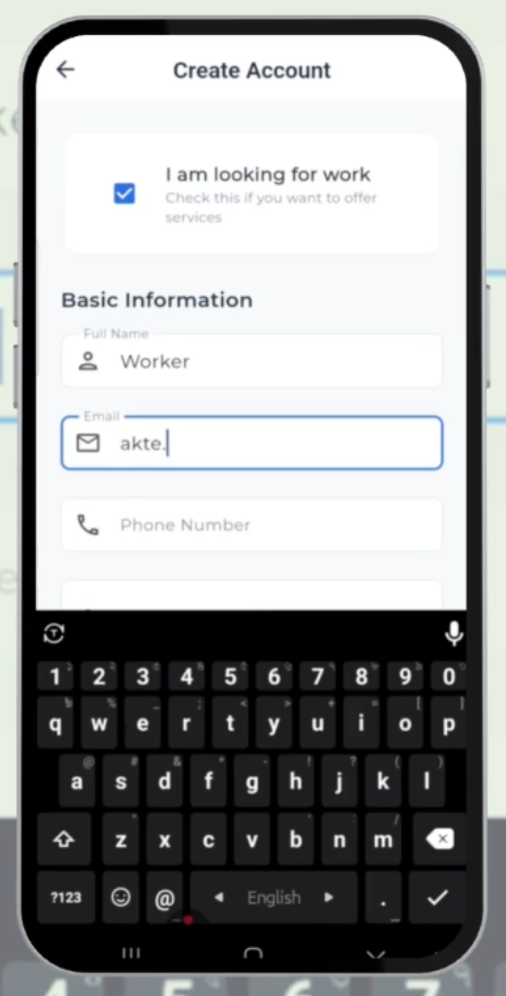 Create Account
I am looking for work
Check this if you want to offer
services
Basic Information
Full Name
Worker
Email
akte.
Phone Number
1 2 3 4 5 6 7 8 9 0
q w e r t y u i o p
a s d f g h j k l
z x c v b n m
?123 @ English .